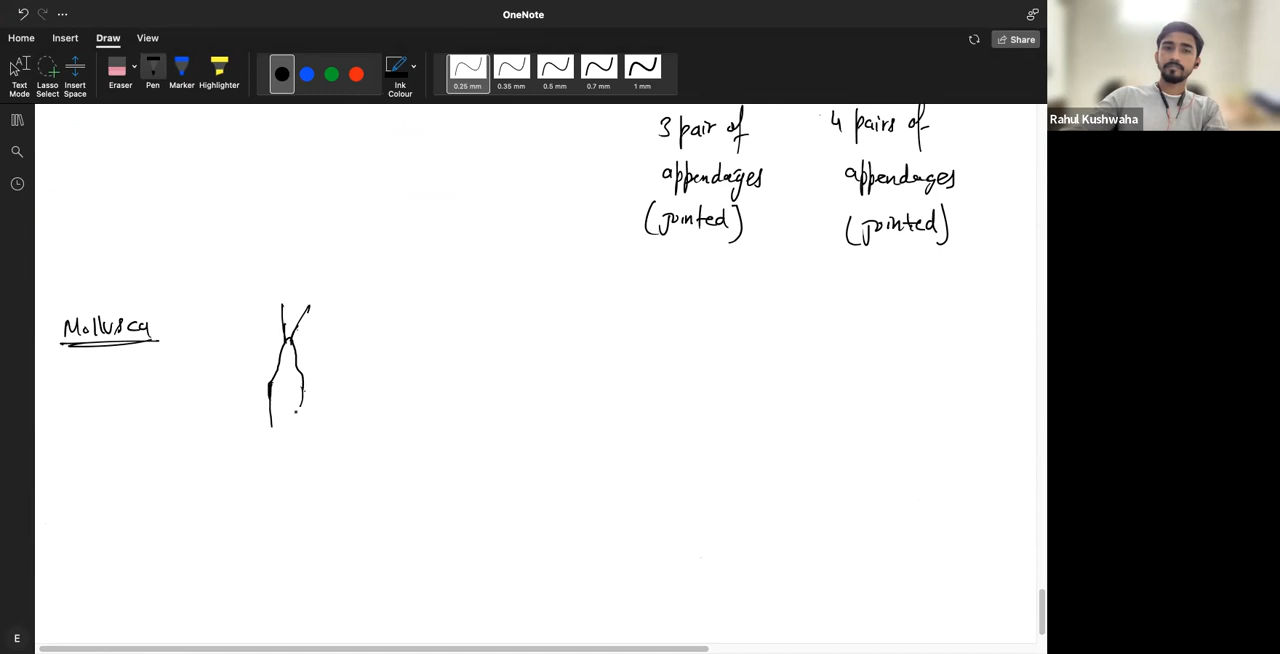 OneNote
Home Insert Draw View
Share
Text Mode
Lasso Select
Insert Space
Eraser
Pen
Marker
Highlighter
Ink Colour
0.25 mm
0.35 mm
0.5 mm
0.7 mm
1 mm
Rahul Kushwaha
3 pair of
appendages
(jointed)
4 pairs of
appendages
(jointed)
Mollusca
E